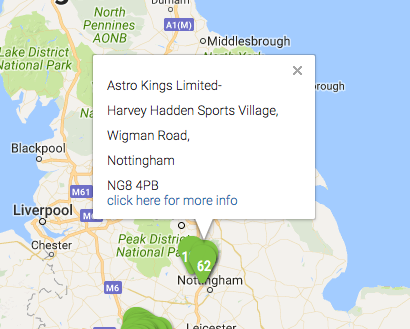 Durham
North
Pennines
AONB
A1(M)
Middlesbrough
Lake District
National Park
×
Astro Kings Limited-
Harvey Hadden Sports Village,
Wigman Road,
Nottingham
NG8 4PB
click here for more info
Blackpool
M61
Liverpool
M62
Chester
Peak District
National Park
1
62
Nottingham
M6
Leicester